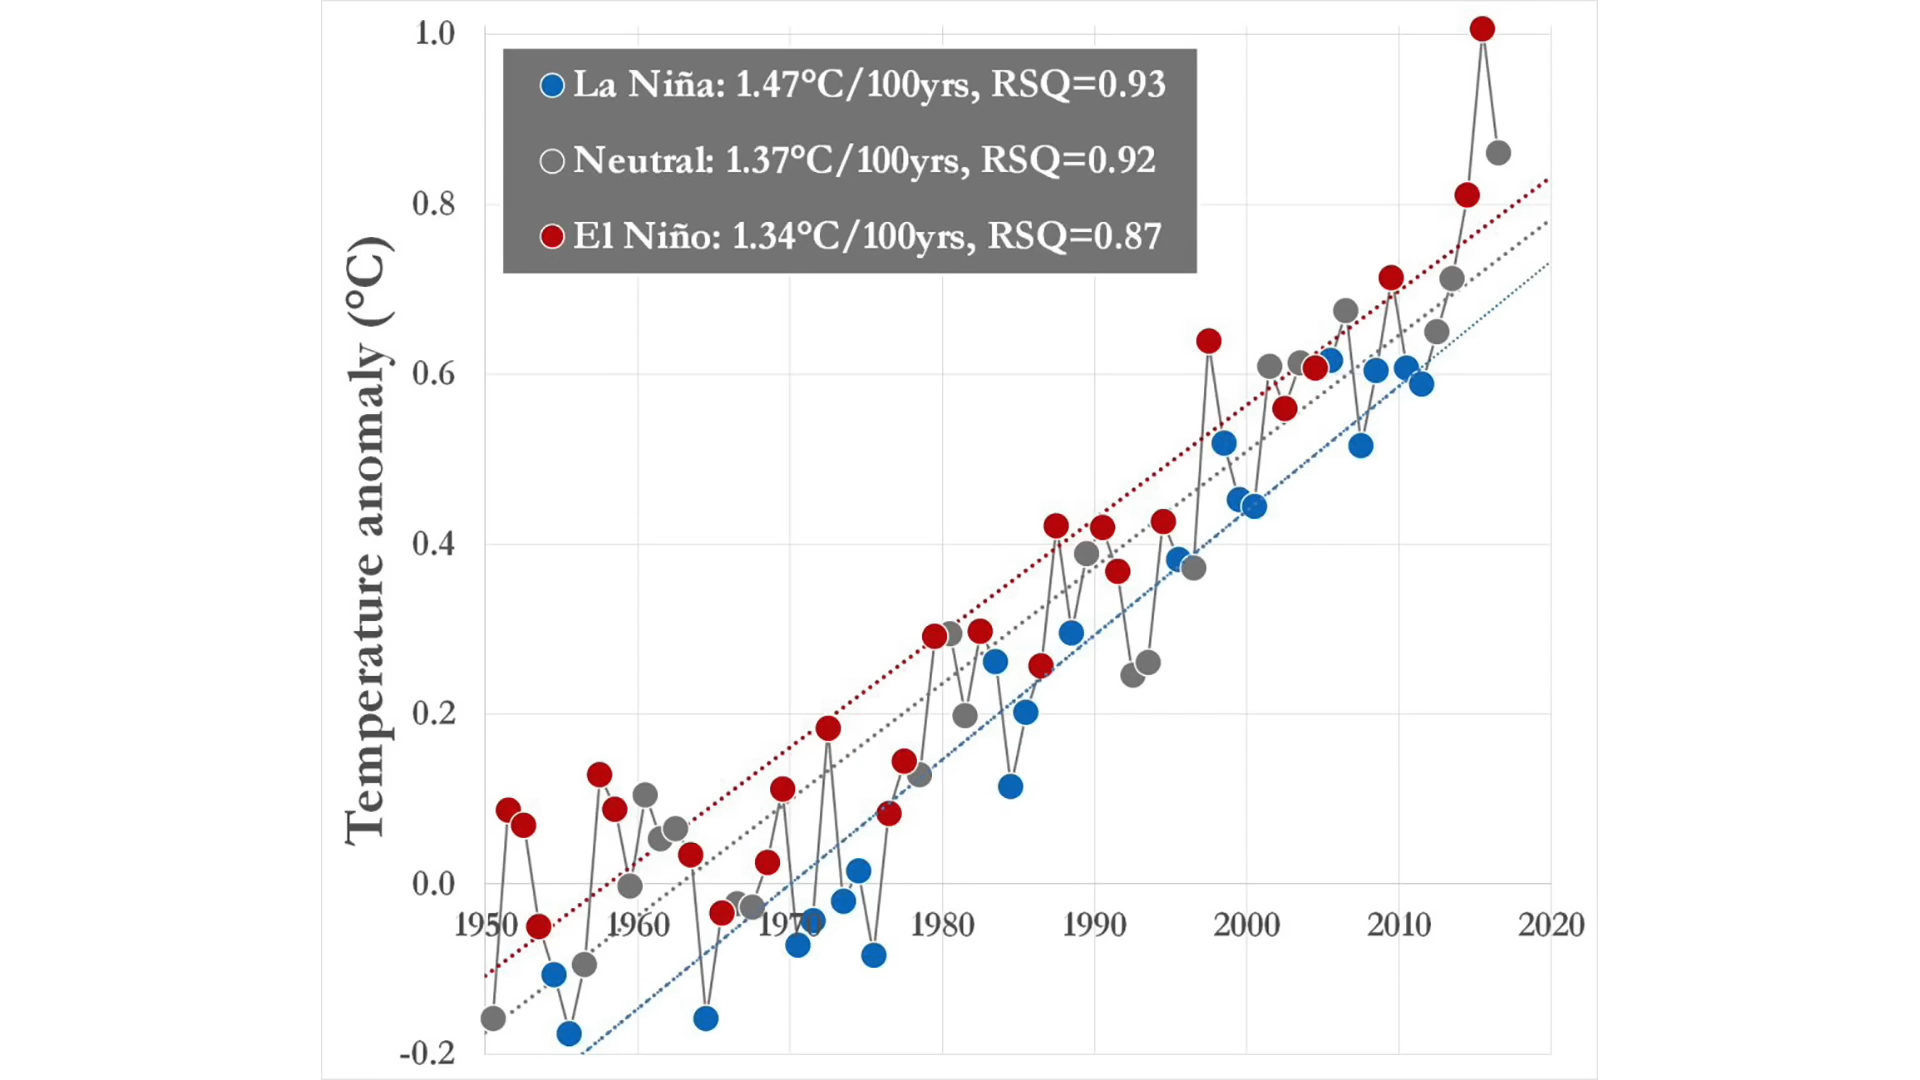 1.0
La Niña: 1.47°C/100yrs, RSQ=0.93
Neutral: 1.37°C/100yrs, RSQ=0.92
El Niño: 1.34°C/100yrs, RSQ=0.87
0.8
Temperature anomaly (°C)
0.6
0.4
0.2
0.0
1950 1960 1970 1980 1990 2000 2010 2020
-0.2